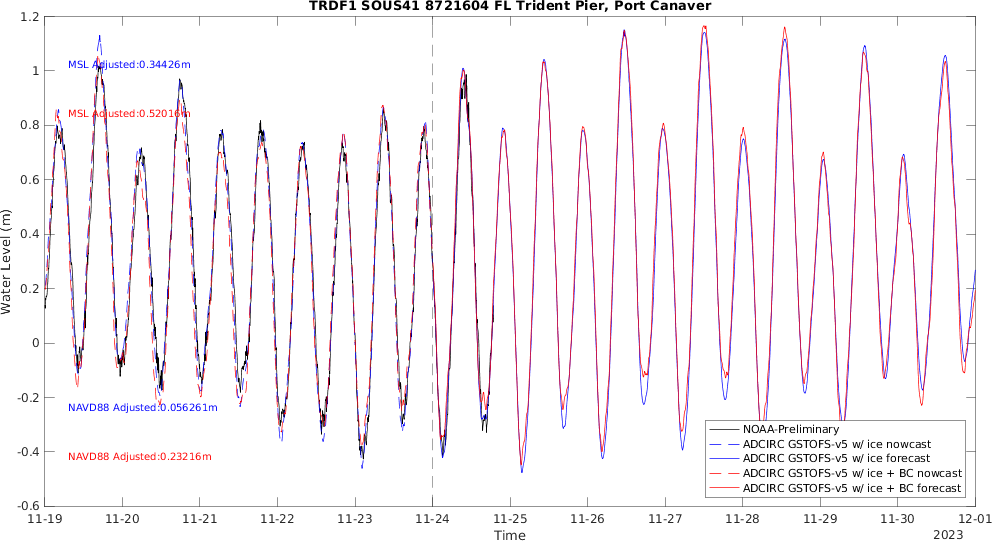 TRDF1 SOUS41 8721604 FL Trident Pier, Port Canaver
1.2
1
0.8
0.6
0.4
0.2
0
-0.2
-0.4
-0.6
Water Level (m)
MSL Adjusted:0.34426m
MSL Adjusted:0.52016m
NAVD88 Adjusted:0.056261m
NAVD88 Adjusted:0.23216m
NOAA-Preliminary
ADCIRC GSTOFS-v5 w/ ice nowcast
ADCIRC GSTOFS-v5 w/ ice forecast
ADCIRC GSTOFS-v5 w/ ice + BC nowcast
ADCIRC GSTOFS-v5 w/ ice + BC forecast
11-19 11-20 11-21 11-22 11-23 11-24 11-25 11-26 11-27 11-28 11-29 11-30 12-01
Time
2023